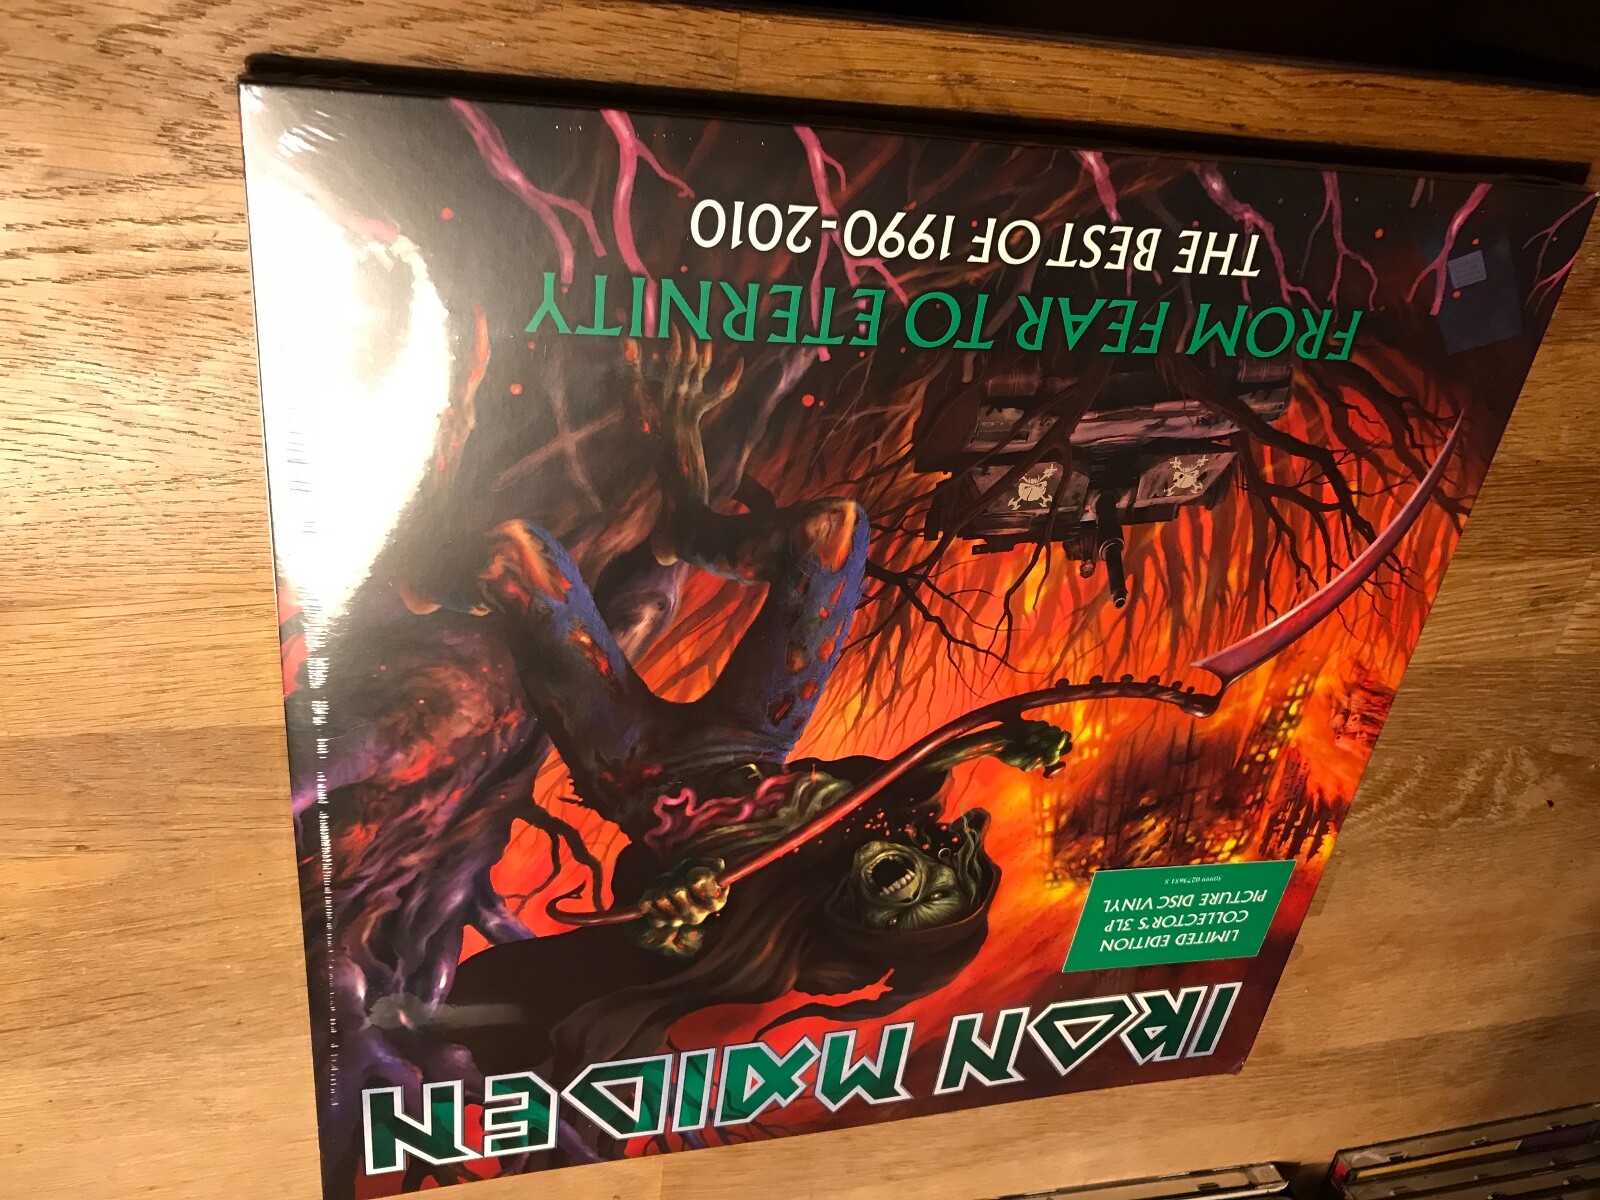 IRON MAIDEN
LIMITED EDITION
COLLECTOR'S 3LP
PICTURE DISC VINYL
FROM FEAR TO ETERNITY
THE BEST OF 1990-2010